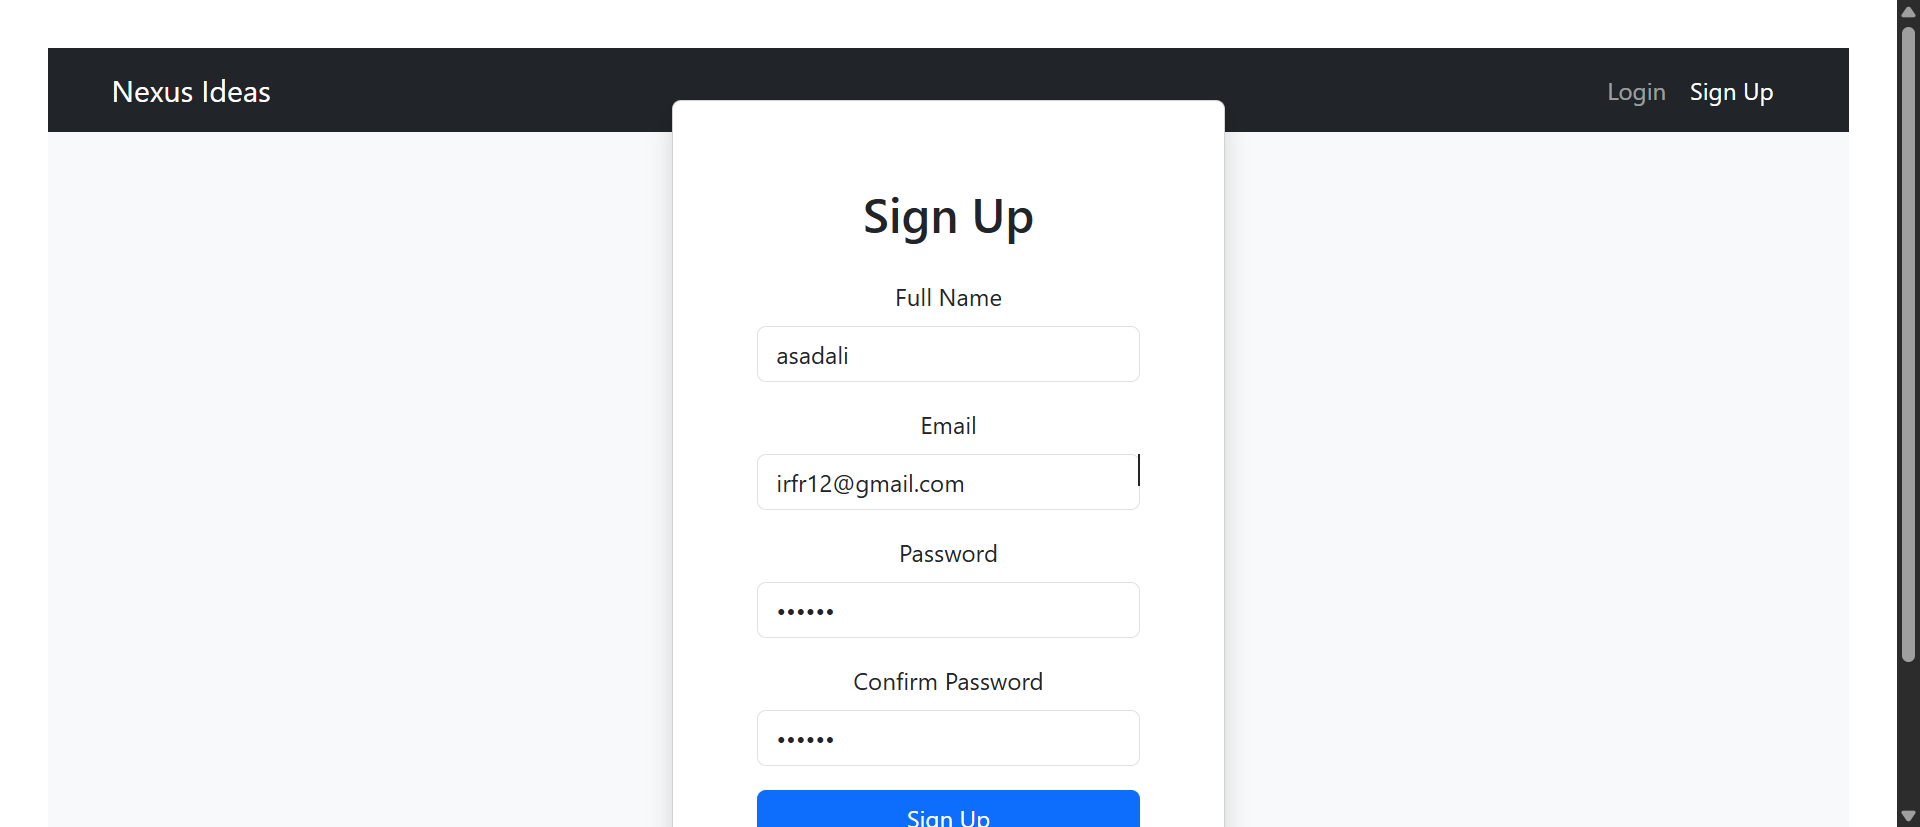 Nexus Ideas
Login Sign Up
Sign Up
Full Name
asadali
Email
irfr12@gmail.com
Password
••••••
Confirm Password
••••••
Sign Up